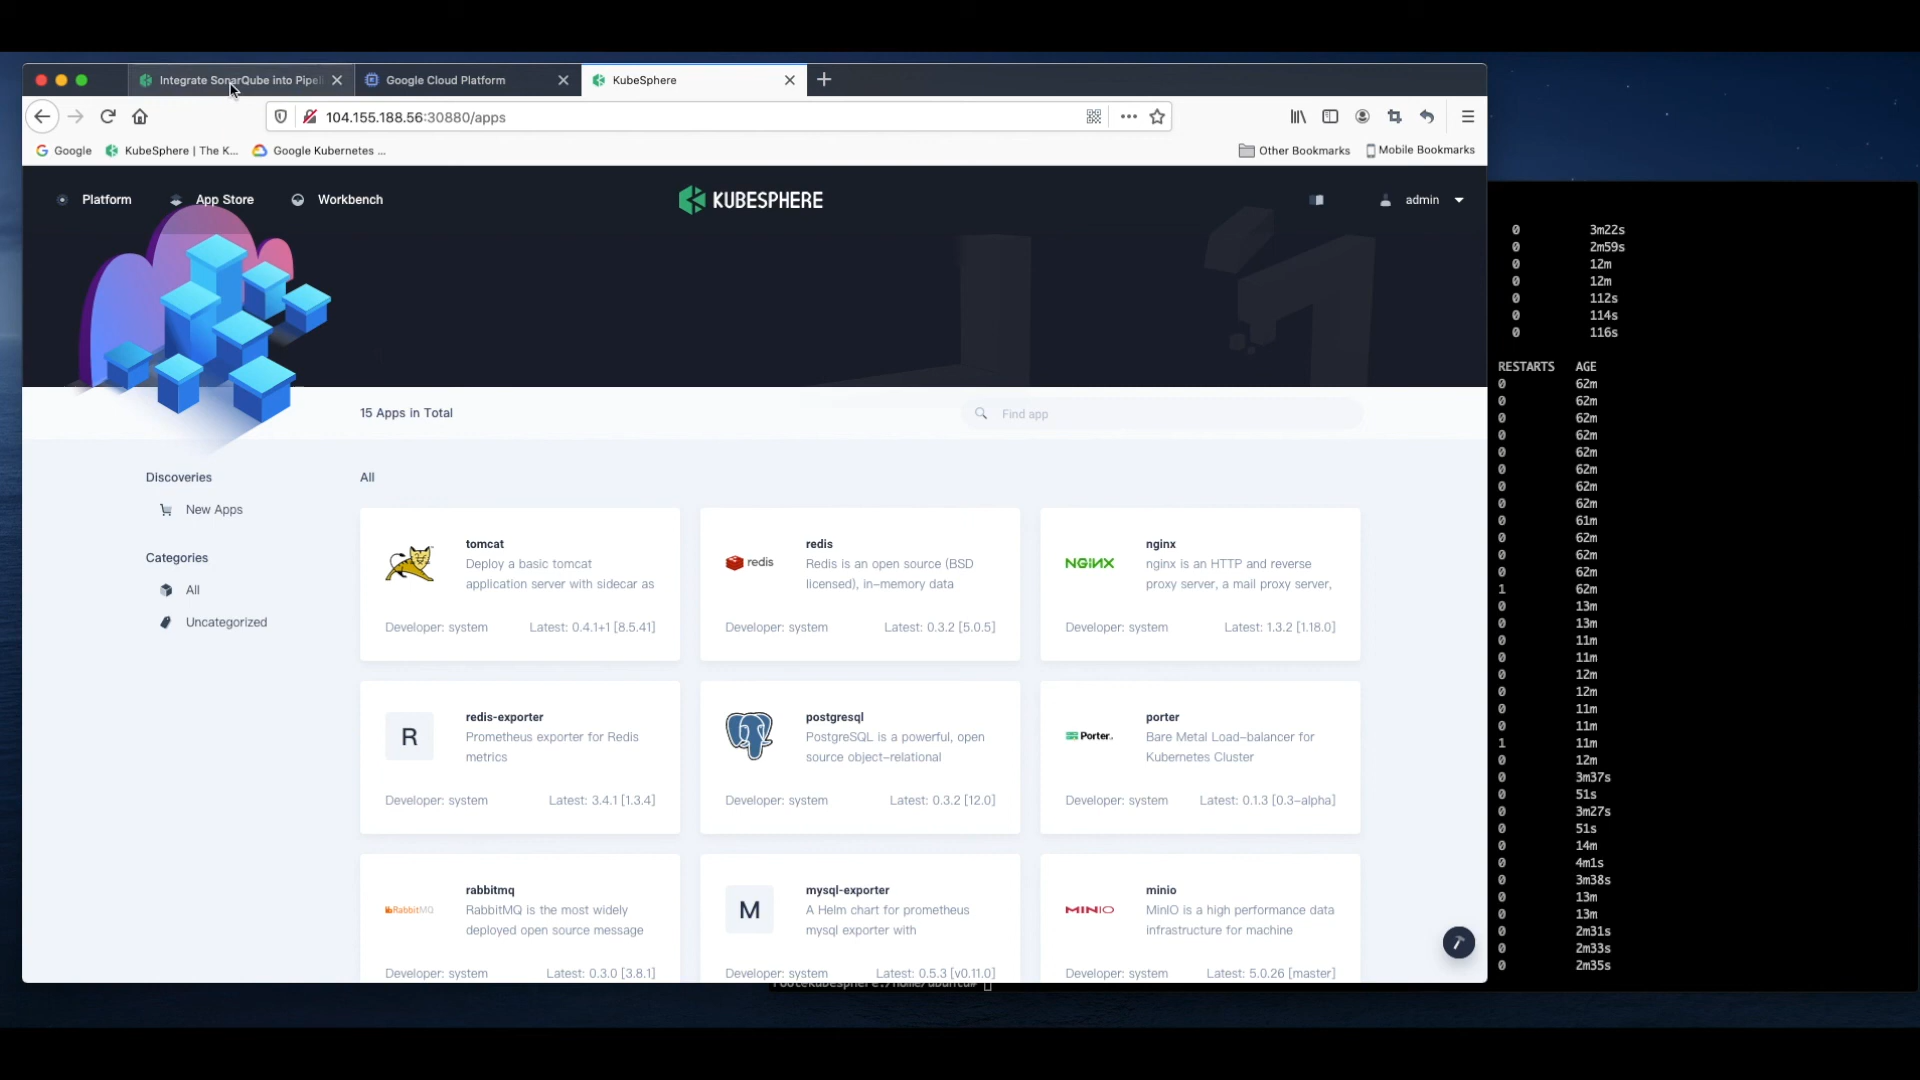 Integrate SonarQube into Pipeli
Google Cloud Platform
KubeSphere
104.155.188.56:30880/apps
Google
KubeSphere | The K...
Google Kubernetes ...
Other Bookmarks
Mobile Bookmarks
Platform
App Store
Workbench
KUBESPHERE
admin
15 Apps in Total
Find app
Discoveries
New Apps
Categories
All
Uncategorized
All
tomcat
Deploy a basic tomcat
application server with sidecar as
Developer: system
Latest: 0.4.1+1 [8.5.41]
redis
redis
Redis is an open source (BSD
licensed), in-memory data
Developer: system
Latest: 0.3.2 [5.0.5]
NGINX
nginx
nginx is an HTTP and reverse
proxy server, a mail proxy server,
Developer: system
Latest: 1.3.2 [1.18.0]
R
redis-exporter
Prometheus exporter for Redis
metrics
Developer: system
Latest: 3.4.1 [1.3.4]
postgresql
PostgreSQL is a powerful, open
source object-relational
Developer: system
Latest: 0.3.2 [12.0]
Porter.
porter
Bare Metal Load-balancer for
Kubernetes Cluster
Developer: system
Latest: 0.1.3 [0.3-alpha]
RabbitMQ
rabbitmq
RabbitMQ is the most widely
deployed open source message
Developer: system
Latest: 0.3.0 [3.8.1]
M
mysql-exporter
A Helm chart for prometheus
mysql exporter with
Developer: system
Latest: 0.5.3 [v0.11.0]
MINIO
minio
MinIO is a high performance data
infrastructure for machine
Developer: system
Latest: 5.0.26 [master]
0 3m22s
0 2m59s
0 12m
0 12m
0 112s
0 114s
0 116s
RESTARTS AGE
0 62m
0 62m
0 62m
0 62m
0 62m
0 62m
0 62m
0 62m
0 61m
0 62m
0 62m
0 62m
1 62m
0 13m
0 13m
0 11m
0 11m
0 12m
0 12m
0 11m
0 11m
1 11m
0 12m
0 3m37s
0 51s
0 3m27s
0 51s
0 14m
0 4m1s
0 3m38s
0 13m
0 13m
0 2m31s
0 2m33s
0 2m35s